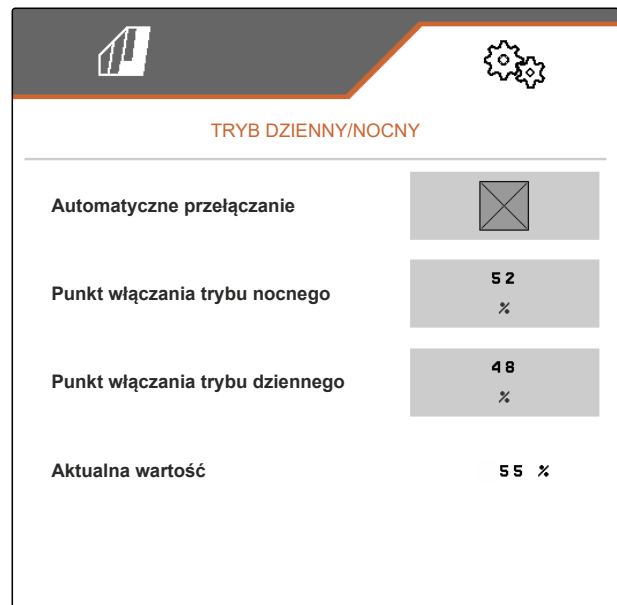 TRYB DZIENNY/NOCNY
Automatyczne przełączanie
Punkt włączania trybu nocnego
52
%
Punkt włączania trybu dziennego
48
%
Aktualna wartość
55 %